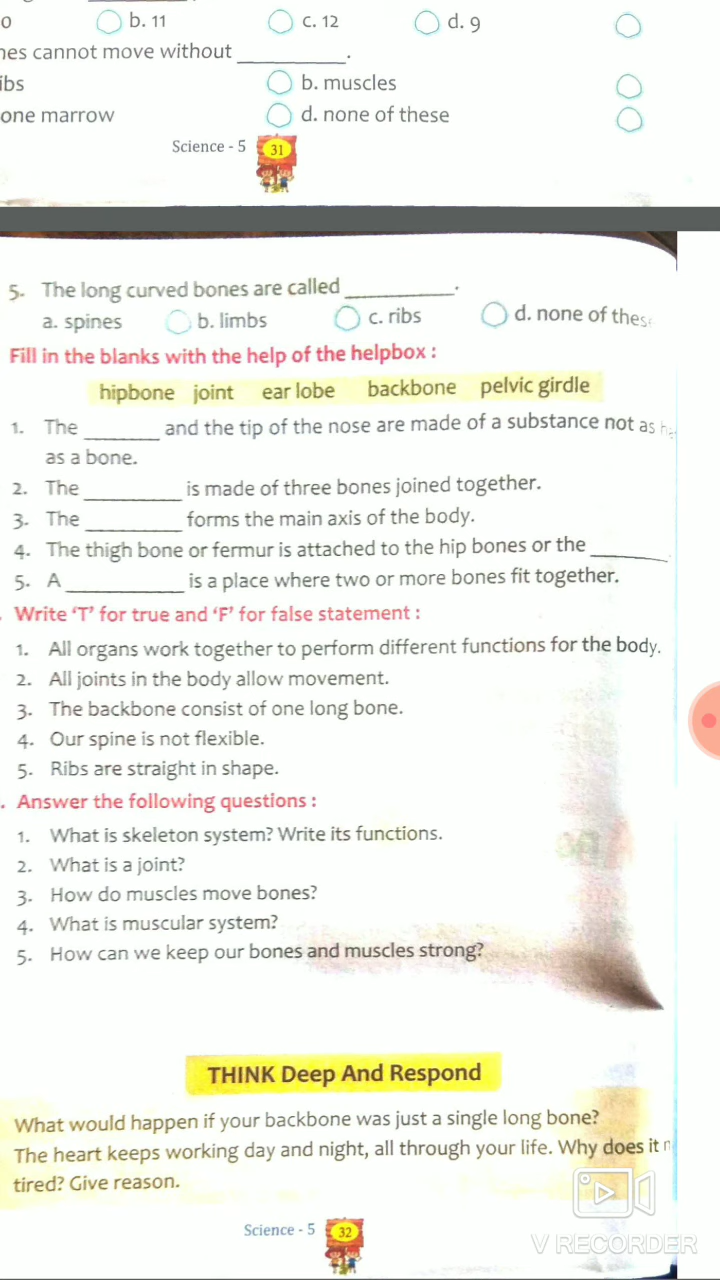 b. 11 c. 12 d. 9
cannot move without ________.
b. muscles
one marrow d. none of these
Science - 5 31
5. The long curved bones are called ________.
a. spines b. limbs c. ribs d. none of
Fill in the blanks with the help of the helpbox :
hipbone joint ear lobe backbone pelvic girdle
1. The ________ and the tip of the nose are made of a substance not as
as a bone.
2. The ________ is made of three bones joined together.
3. The ________ forms the main axis of the body.
4. The thigh bone or fermur is attached to the hip bones or the ________
5. A ________ is a place where two or more bones fit together.
Write ‘T’ for true and ‘F’ for false statement :
1. All organs work together to perform different functions for the body.
2. All joints in the body allow movement.
3. The backbone consist of one long bone.
4. Our spine is not flexible.
5. Ribs are straight in shape.
Answer the following questions :
1. What is skeleton system? Write its functions.
2. What is a joint?
3. How do muscles move bones?
4. What is muscular system?
5. How can we keep our bones and muscles strong?
THINK Deep And Respond
What would happen if your backbone was just a single long bone?
The heart keeps working day and night, all through your life. Why does it
tired? Give reason.
Science - 5 32
V RECORDER